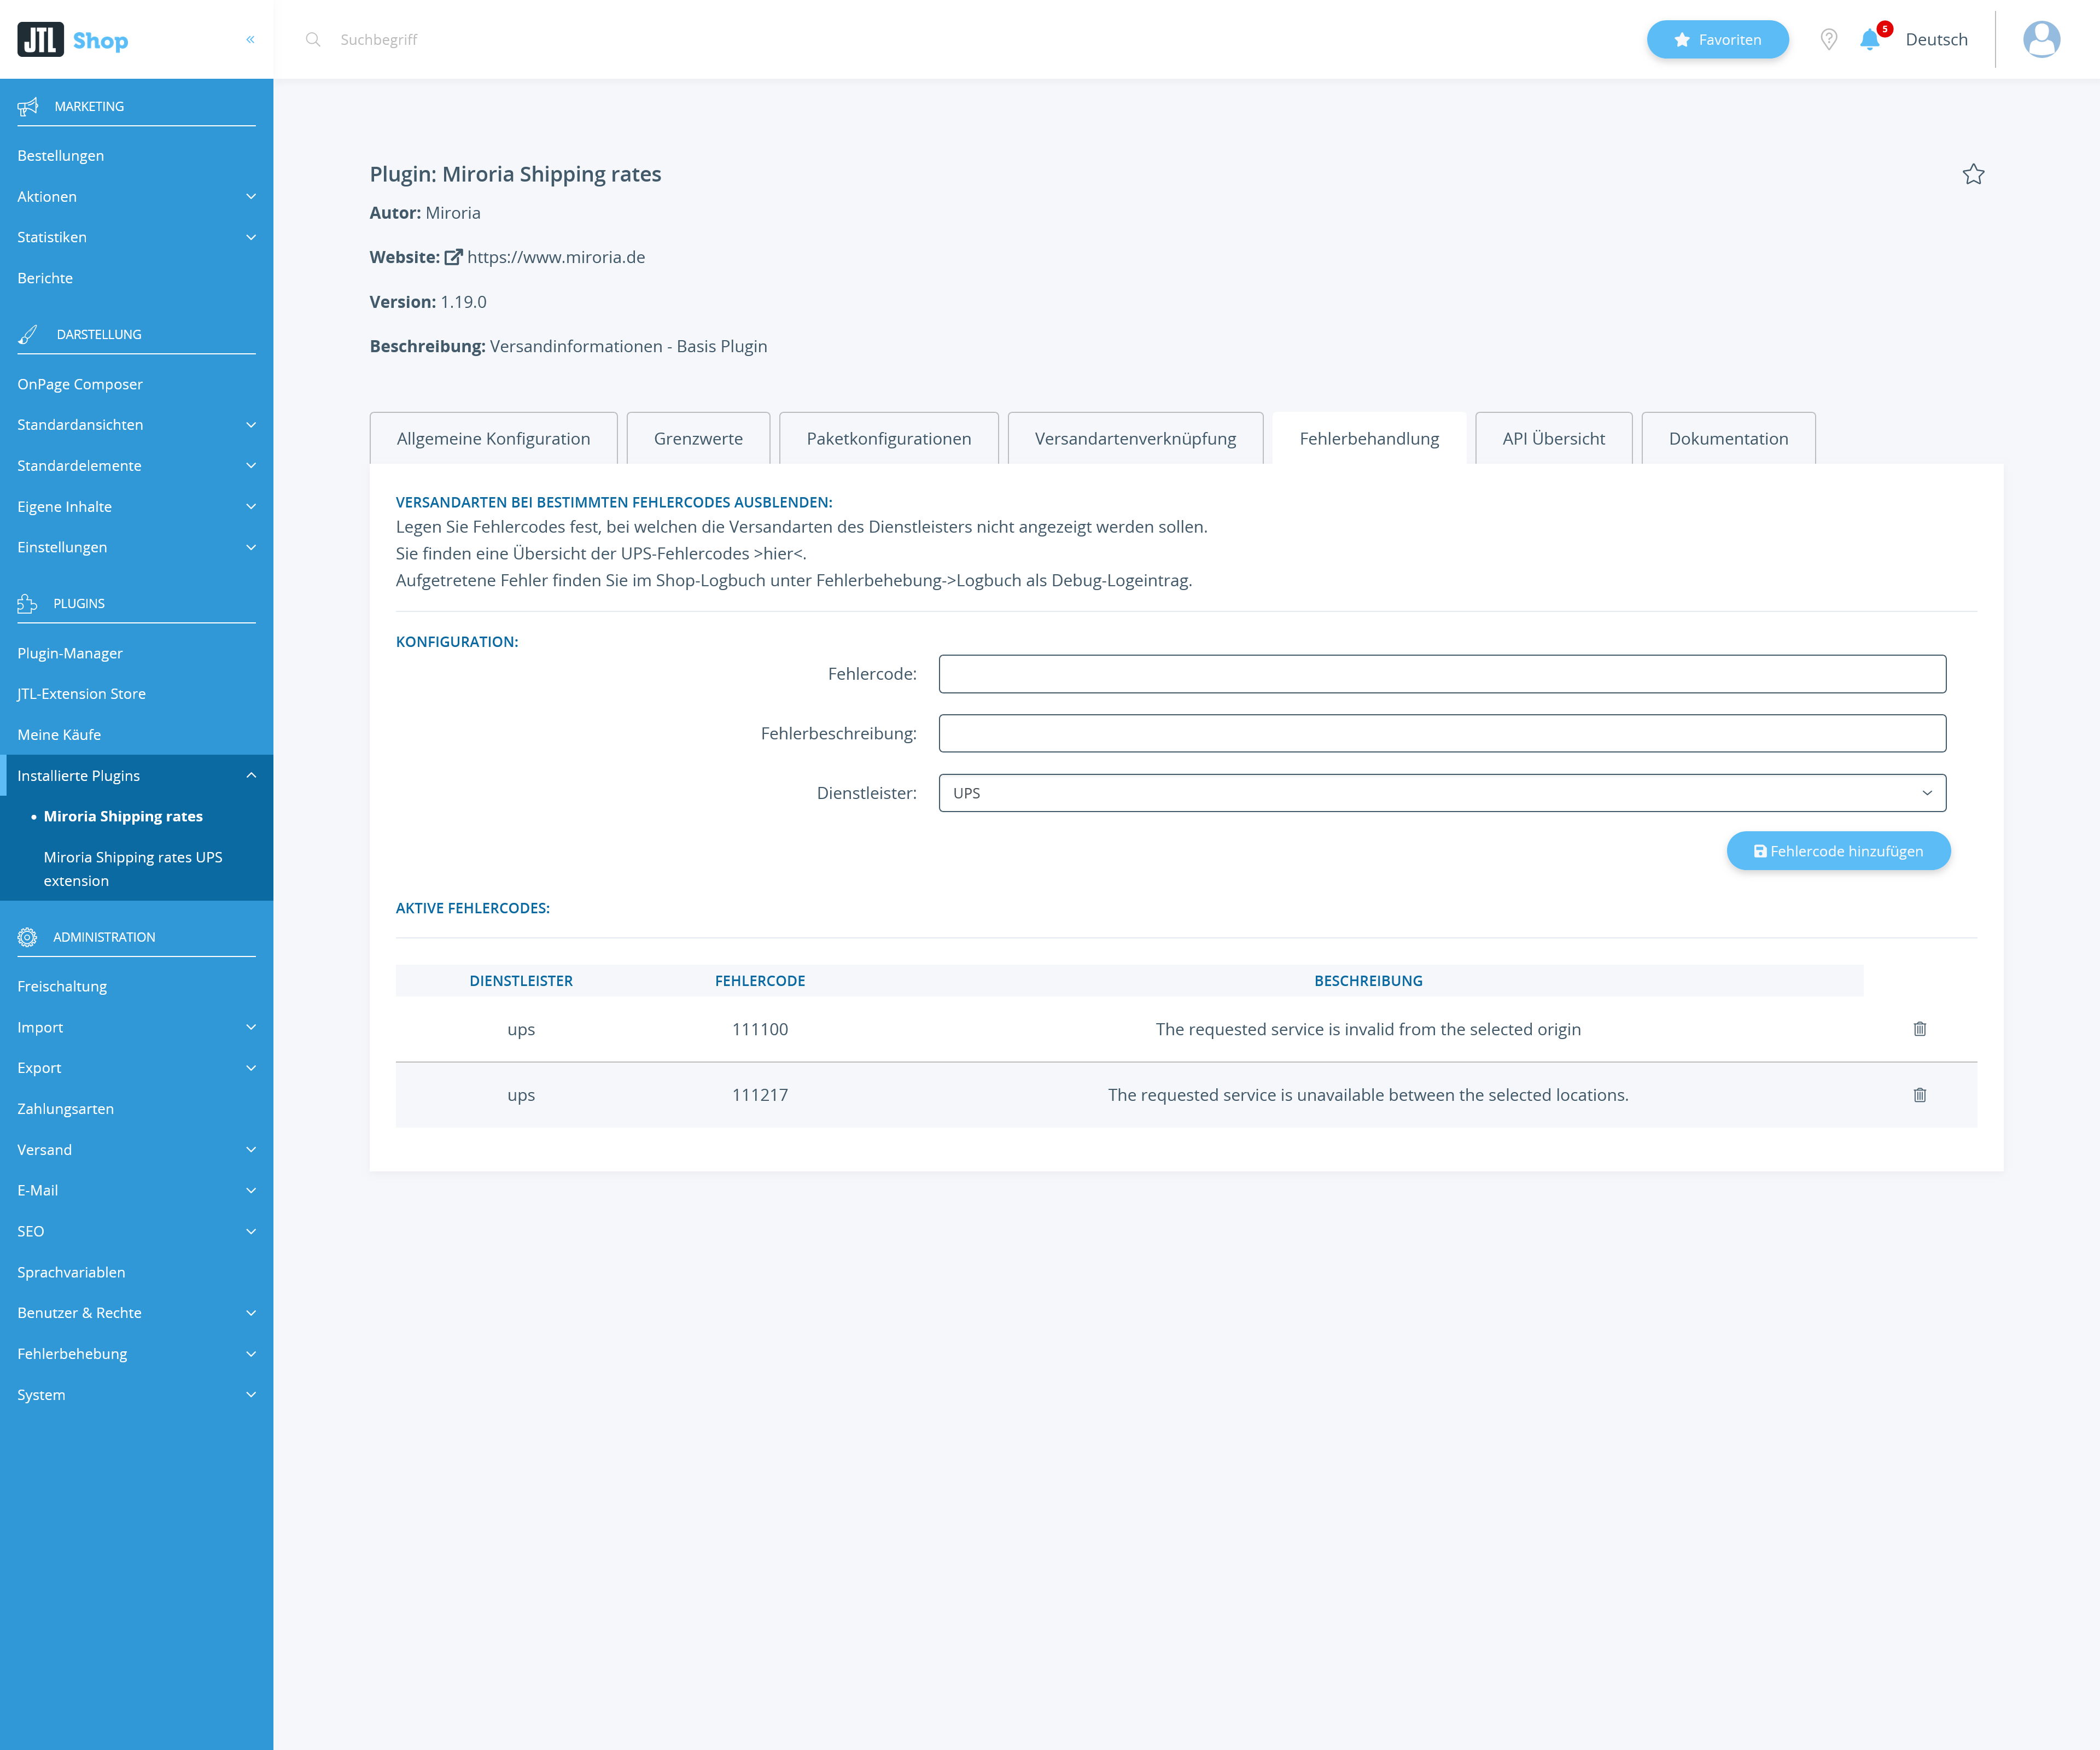 JTL Shop
Suchbegriff
Favoriten
5
Deutsch
MARKETING
Bestellungen
Aktionen
Statistiken
Berichte
DARSTELLUNG
OnPage Composer
Standardansichten
Standardelemente
Eigene Inhalte
Einstellungen
PLUGINS
Plugin-Manager
JTL-Extension Store
Meine Käufe
Installierte Plugins
Miroria Shipping rates
Miroria Shipping rates UPS
extension
ADMINISTRATION
Freischaltung
Import
Export
Zahlungsarten
Versand
E-Mail
SEO
Sprachvariablen
Benutzer & Rechte
Fehlerbehebung
System
Plugin: Miroria Shipping rates
Autor: Miroria
Website: https://www.miroria.de
Version: 1.19.0
Beschreibung: Versandinformationen - Basis Plugin
Allgemeine Konfiguration
Grenzwerte
Paketkonfigurationen
Versandartenverknüpfung
Fehlerbehandlung
API Übersicht
Dokumentation
VERSANDARTEN BEI BESTIMMTEN FEHLERCODES AUSBLENDEN:
Legen Sie Fehlercodes fest, bei welchen die Versandarten des Dienstleisters nicht angezeigt werden sollen.
Sie finden eine Übersicht der UPS-Fehlercodes >hier<.
Aufgetretene Fehler finden Sie im Shop-Logbuch unter Fehlerbehebung->Logbuch als Debug-Logeintrag.
KONFIGURATION:
Fehlercode:
Fehlerbeschreibung:
Dienstleister: UPS
Fehlercode hinzufügen
AKTIVE FEHLERCODES:
DIENSTLEISTER FEHLERCODE BESCHREIBUNG
ups 111100 The requested service is invalid from the selected origin
ups 111217 The requested service is unavailable between the selected locations.